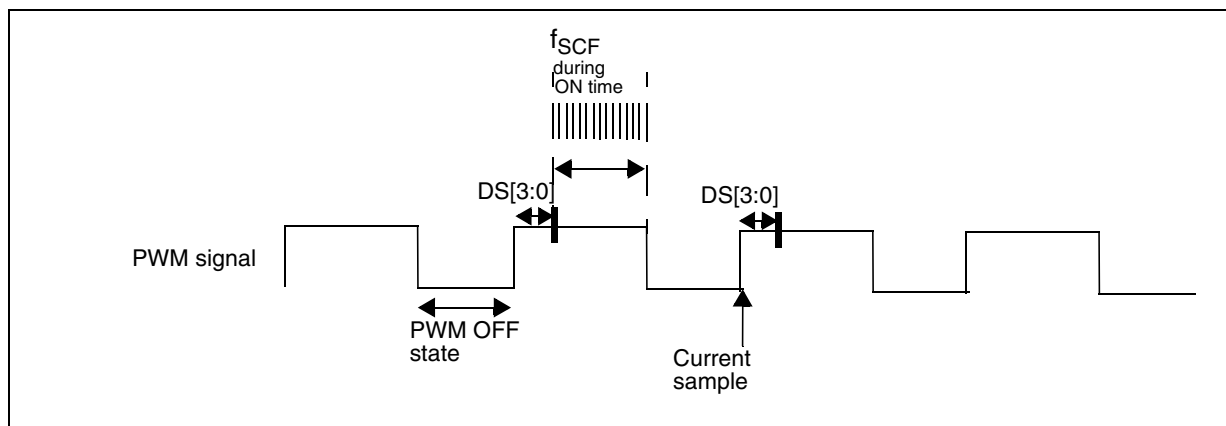 fSCF
during
ON time
DS[3:0]
DS[3:0]
PWM signal
PWM OFF
state
Current
sample